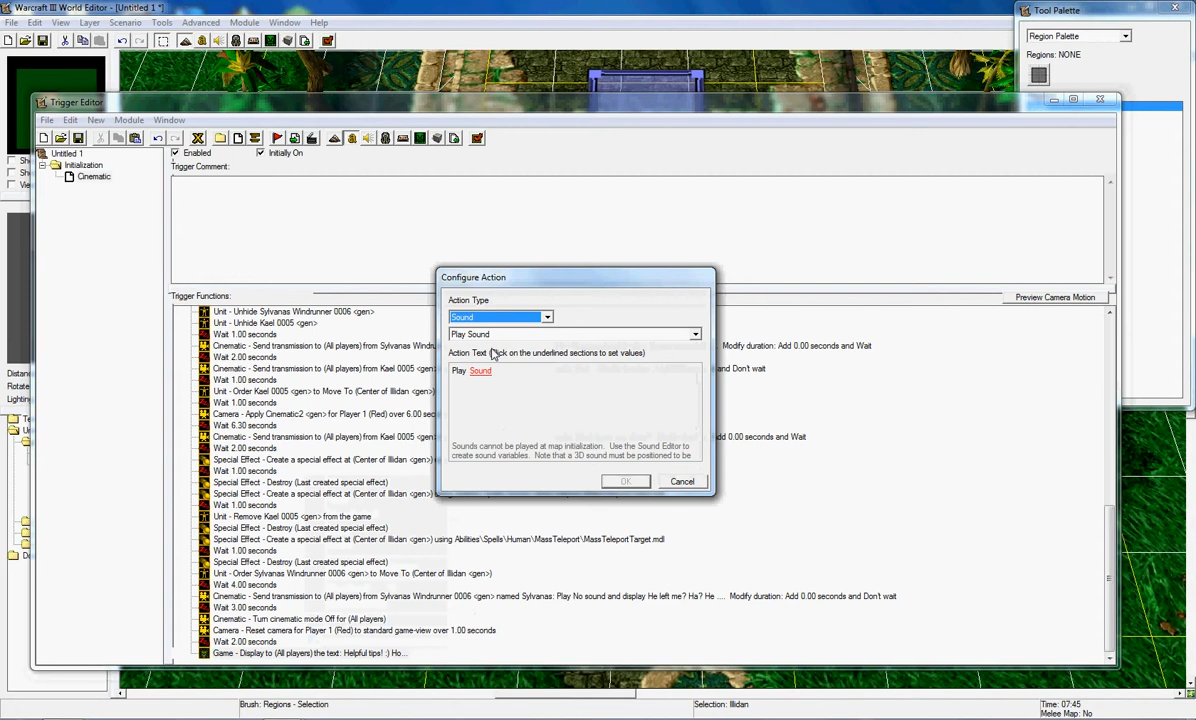 Warcraft III World Editor - [Untitled 1 *]
File Edit View Layer Scenario Tools Advanced Module Window Help
Tool Palette
Region Palette
Regions: NONE
Trigger Editor
File Edit New Module Window
Untitled 1
Initialization
Cinematic
Enabled
Initially On
Trigger Comment:
Trigger Functions:
Preview Camera Motion
Unit - Unhide Sylvanas Windrunner 0006 <gen>
Unit - Unhide Kael 0005 <gen>
Wait 1.00 seconds
Cinematic - Send transmission to (All players) from Sylvanas Windrunner
Modify duration: Add 0.00 seconds and Wait
Wait 2.00 seconds
Cinematic - Send transmission to (All players) from Kael 0005 <gen>
and Don't wait
Wait 1.00 seconds
Unit - Order Kael 0005 <gen> to Move To (Center of Illidan <gen>)
Wait 1.00 seconds
Camera - Apply Cinematic2 <gen> for Player 1 (Red) over 6.00
Wait 6.30 seconds
Cinematic - Send transmission to (All players) from Kael 0005 <gen>
Add 0.00 seconds and Wait
Wait 2.00 seconds
Special Effect - Create a special effect at (Center of Illidan <gen>)
Wait 1.00 seconds
Special Effect - Destroy (Last created special effect)
Special Effect - Create a special effect at (Center of Illidan <gen>)
Wait 1.00 seconds
Unit - Remove Kael 0005 <gen> from the game
Special Effect - Destroy (Last created special effect)
Special Effect - Create a special effect at (Center of Illidan <gen>) using Abilities\Spells\Human\MassTeleport\MassTeleportTarget.mdl
Wait 1.00 seconds
Special Effect - Destroy (Last created special effect)
Unit - Order Sylvanas Windrunner 0006 <gen> to Move To (Center of Illidan <gen>)
Wait 4.00 seconds
Cinematic - Send transmission to (All players) from Sylvanas Windrunner 0006 <gen> named Sylvanas: Play No sound and display He left me? Ha? He .... Modify duration: Add 0.00 seconds and Don't wait
Wait 3.00 seconds
Cinematic - Turn cinematic mode Off for (All players)
Camera - Reset camera for Player 1 (Red) to standard game-view over 1.00 seconds
Wait 2.00 seconds
Game - Display to (All players) the text: Helpful tips! :) Ho...
Configure Action
Action Type
Sound
Play Sound
Action Text (Click on the underlined sections to set values)
Play Sound
Sounds cannot be played at map initialization. Use the Sound Editor to
create sound variables. Note that a 3D sound must be positioned to be
OK Cancel
Distan
Rotate
Lighting
Brush: Regions - Selection
Selection: Illidan
Time: 07:45
Melee Map: No